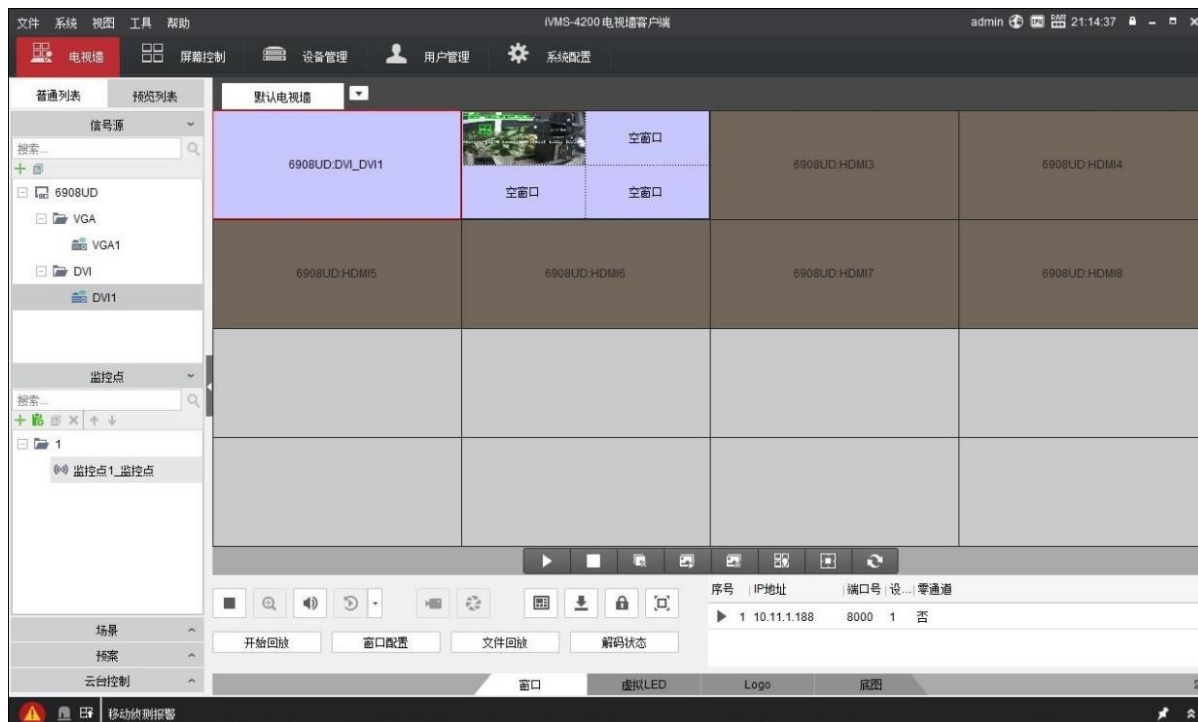 文件 系统 视图 工具 帮助 iVMS-4200 电视墙客户端 admin 21:14:37
电视墙 屏幕控制 设备管理 用户管理 系统配置
普通列表 预览列表 默认电视墙
信号源
搜索...
6908UD
VGA
VGA1
DVI
DVI1
监控点
搜索...
1
监控点1_监控点
场景
预案
云台控制
6908UD:DVI_DVI1 空窗口 6908UD:HDMI3 6908UD:HDMI4
空窗口 空窗口
6908UD:HDMI5 6908UD:HDMI6 6908UD:HDMI7 6908UD:HDMI8
开始回放 窗口配置 文件回放 解码状态
序号 IP地址 端口号 设... 零通道
1 10.11.1.188 8000 1 否
窗口 虚拟LED Logo 底图
移动侦测报警